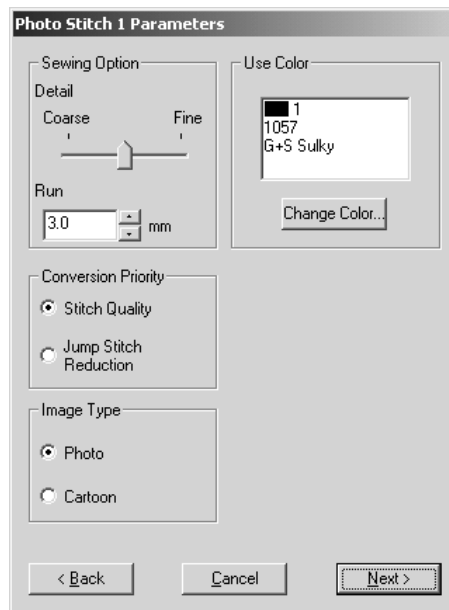 Photo Stitch 1 Parameters
Sewing Option
Detail
Coarse Fine
Run
3.0 mm
Use Color
1
1057
G+S Sulky
Change Color...
Conversion Priority
Stitch Quality
Jump Stitch
Reduction
Image Type
Photo
Cartoon
< Back Cancel Next >